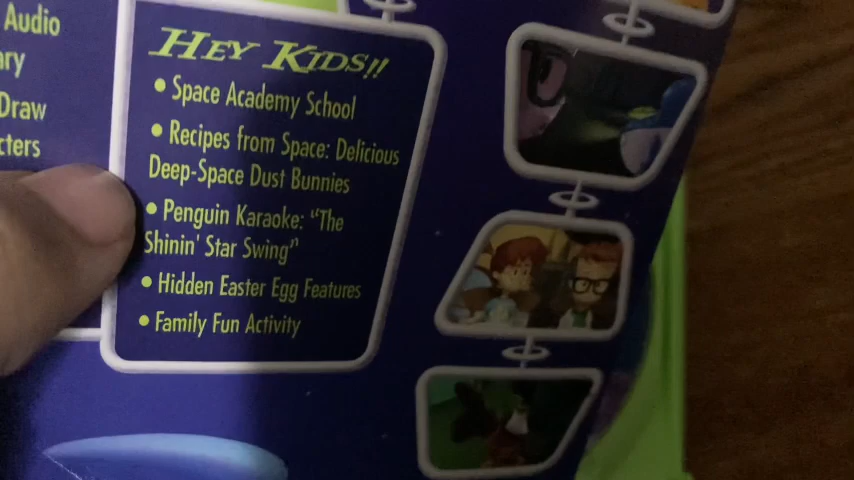 Audio
ary
Draw
cters
HEY KIDS!!
• Space Academy School
• Recipes from Space: Delicious
Deep-Space Dust Bunnies
• Penguin Karaoke: “The
Shinin' Star Swing”
• Hidden Easter Egg Features
• Family Fun Activity